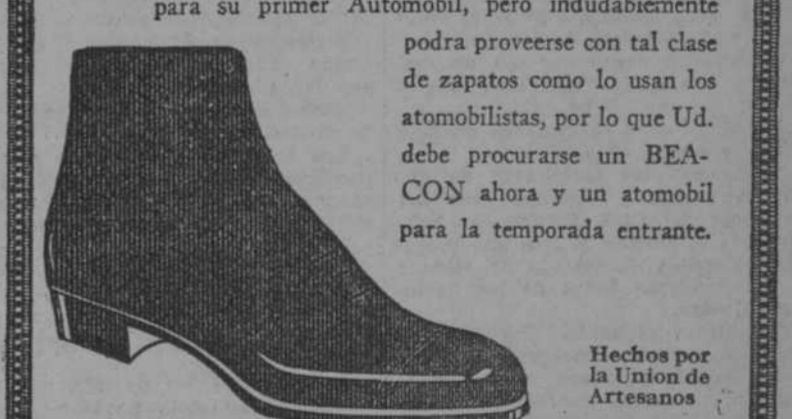 para su primer Automobil, pero indudablemente
podra proveerse con tal clase
de zapatos como lo usan los
atomobilistas, por lo que Ud.
debe procurarse un BEA-
CON ahora y un atomobil
para la temporada entrante.
Hechos por
la Union de
Artesanos